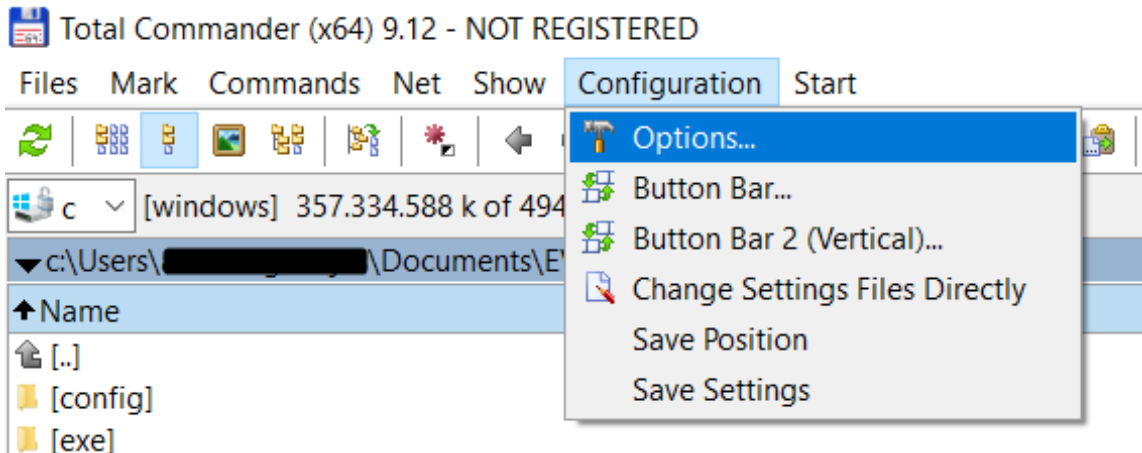 Total Commander (x64) 9.12 - NOT REGISTERED
Files Mark Commands Net Show Configuration Start
Options...
c [windows] 357.334.588 k of 494
Button Bar...
Button Bar 2 (Vertical)...
c:\Users\ \Documents\E
Change Settings Files Directly
Name
Save Position
[..]
Save Settings
[config]
[exe]